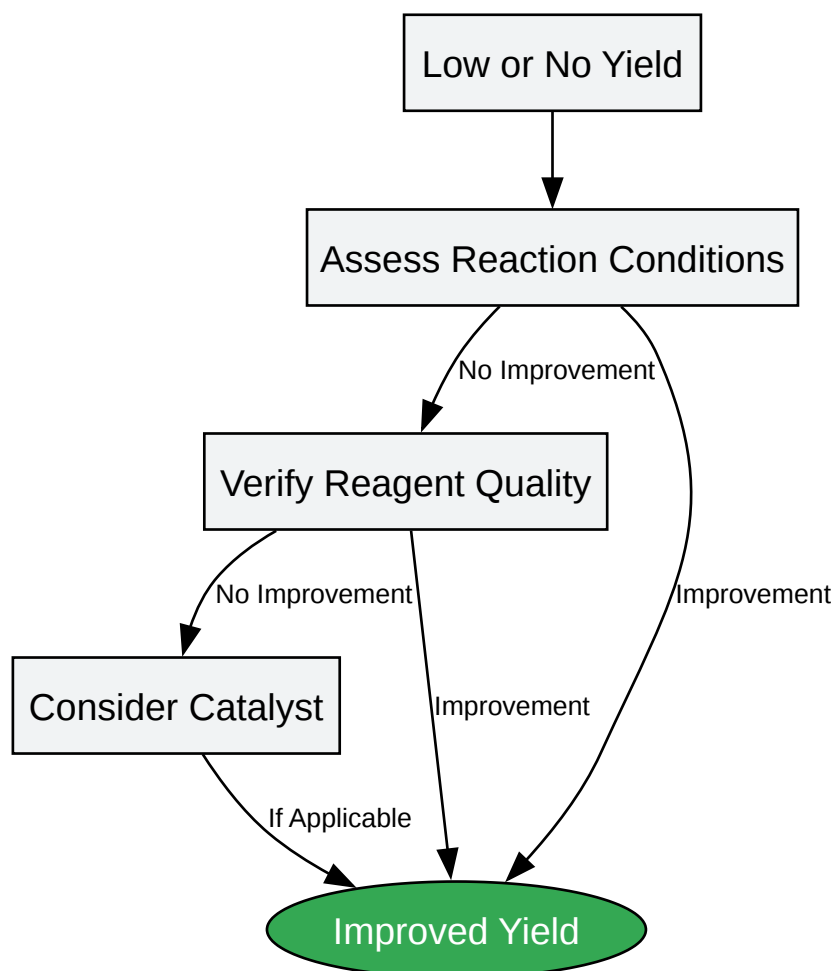 Low or No Yield
Assess Reaction Conditions
No Improvement
Verify Reagent Quality
No Improvement
Improvement
Consider Catalyst
Improvement
If Applicable
Improved Yield